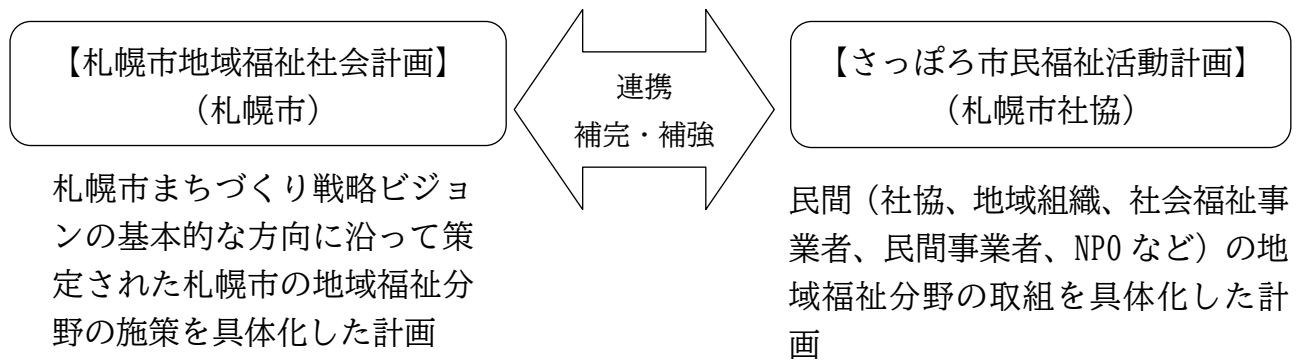 【札幌市地域福祉社会計画】
（札幌市）
連携
補完・補強
【さっぽろ市民福祉活動計画】
（札幌市社協）
札幌市まちづくり戦略ビジョ
ンの基本的な方向に沿って策
定された札幌市の地域福祉分
野の施策を具体化した計画
民間（社協、地域組織、社会福祉事
業者、民間事業者、NPO など）の地
域福祉分野の取組を具体化した計
画